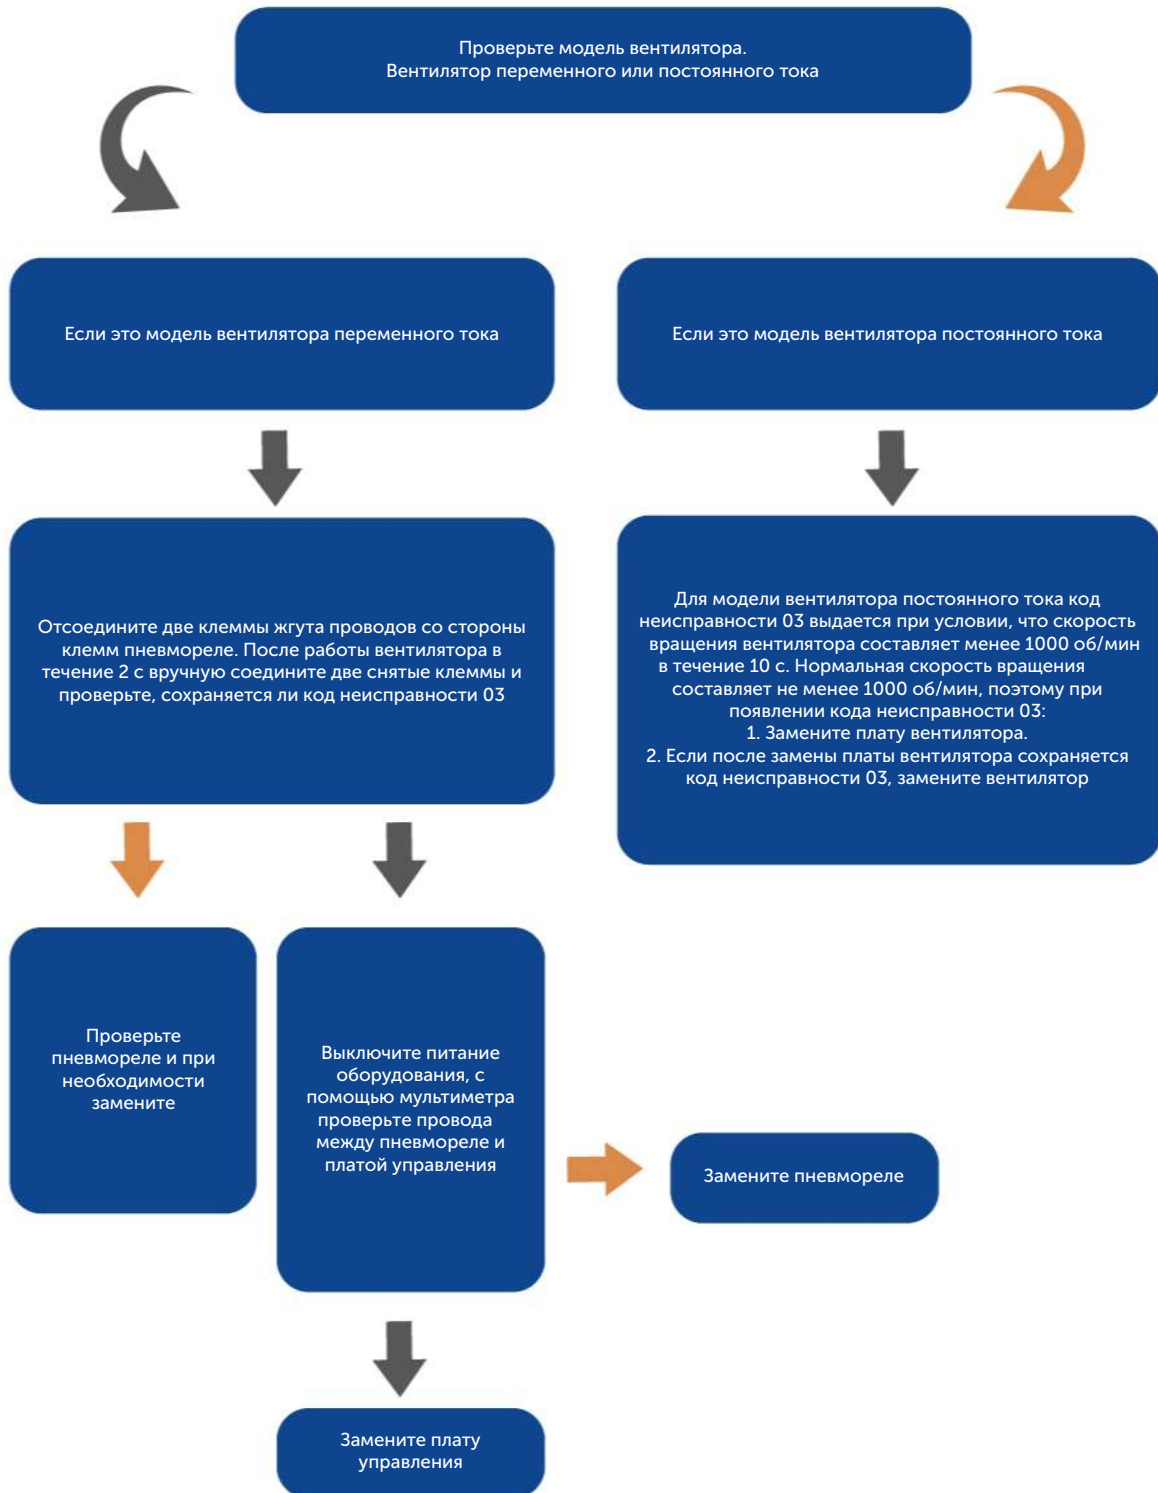 Проверьте модель вентилятора.
Вентилятор переменного или постоянного тока
Если это модель вентилятора переменного тока
Если это модель вентилятора постоянного тока
Отсоедините две клеммы жгута проводов со стороны
клемм пневмореле. После работы вентилятора в
течение 2 с вручную соедините две снятые клеммы и
проверьте, сохраняется ли код неисправности 03
Для модели вентилятора постоянного тока код
неисправности 03 выдается при условии, что скорость
вращения вентилятора составляет менее 1000 об/мин
в течение 10 с. Нормальная скорость вращения
составляет не менее 1000 об/мин, поэтому при
появлении кода неисправности 03:
1. Замените плату вентилятора.
2. Если после замены платы вентилятора сохраняется
код неисправности 03, замените вентилятор
Проверьте
пневмореле и при
необходимости
замените
Выключите питание
оборудования, с
помощью мультиметра
проверьте провода
между пневмореле и
платой управления
Замените пневмореле
Замените плату
управления